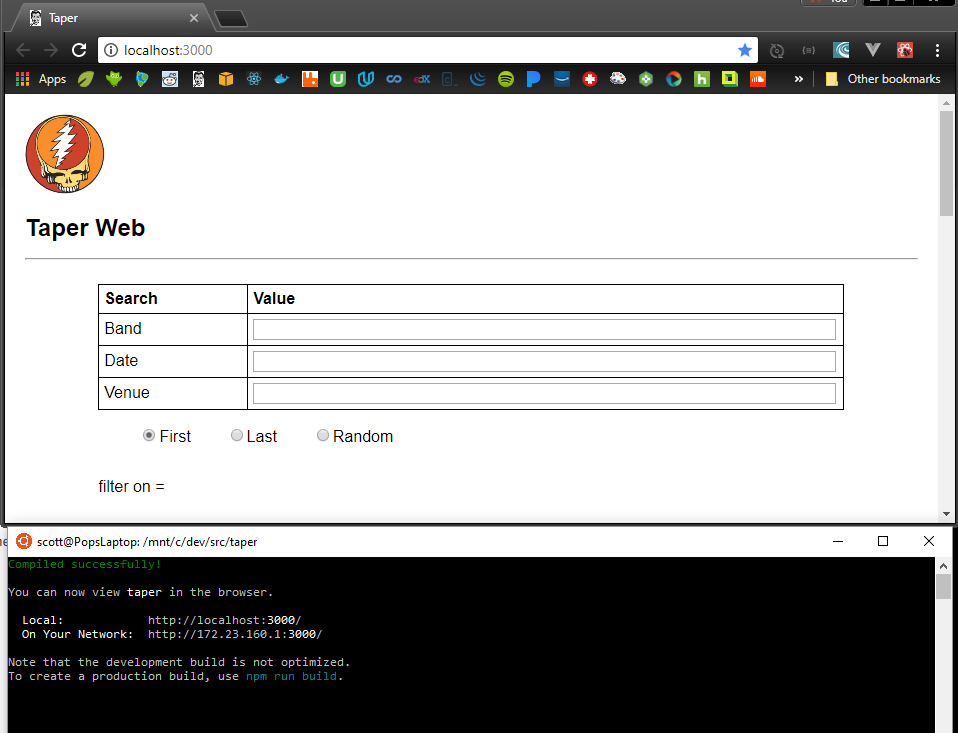 Taper
localhost:3000
Apps
Other bookmarks
Taper Web
Search Value
Band
Date
Venue
First Last Random
filter on =
scott@PopsLaptop: /mnt/c/dev/src/taper
Compiled successfully!
You can now view taper in the browser.
Local: http://localhost:3000/
On Your Network: http://172.23.160.1:3000/
Note that the development build is not optimized.
To create a production build, use npm run build.